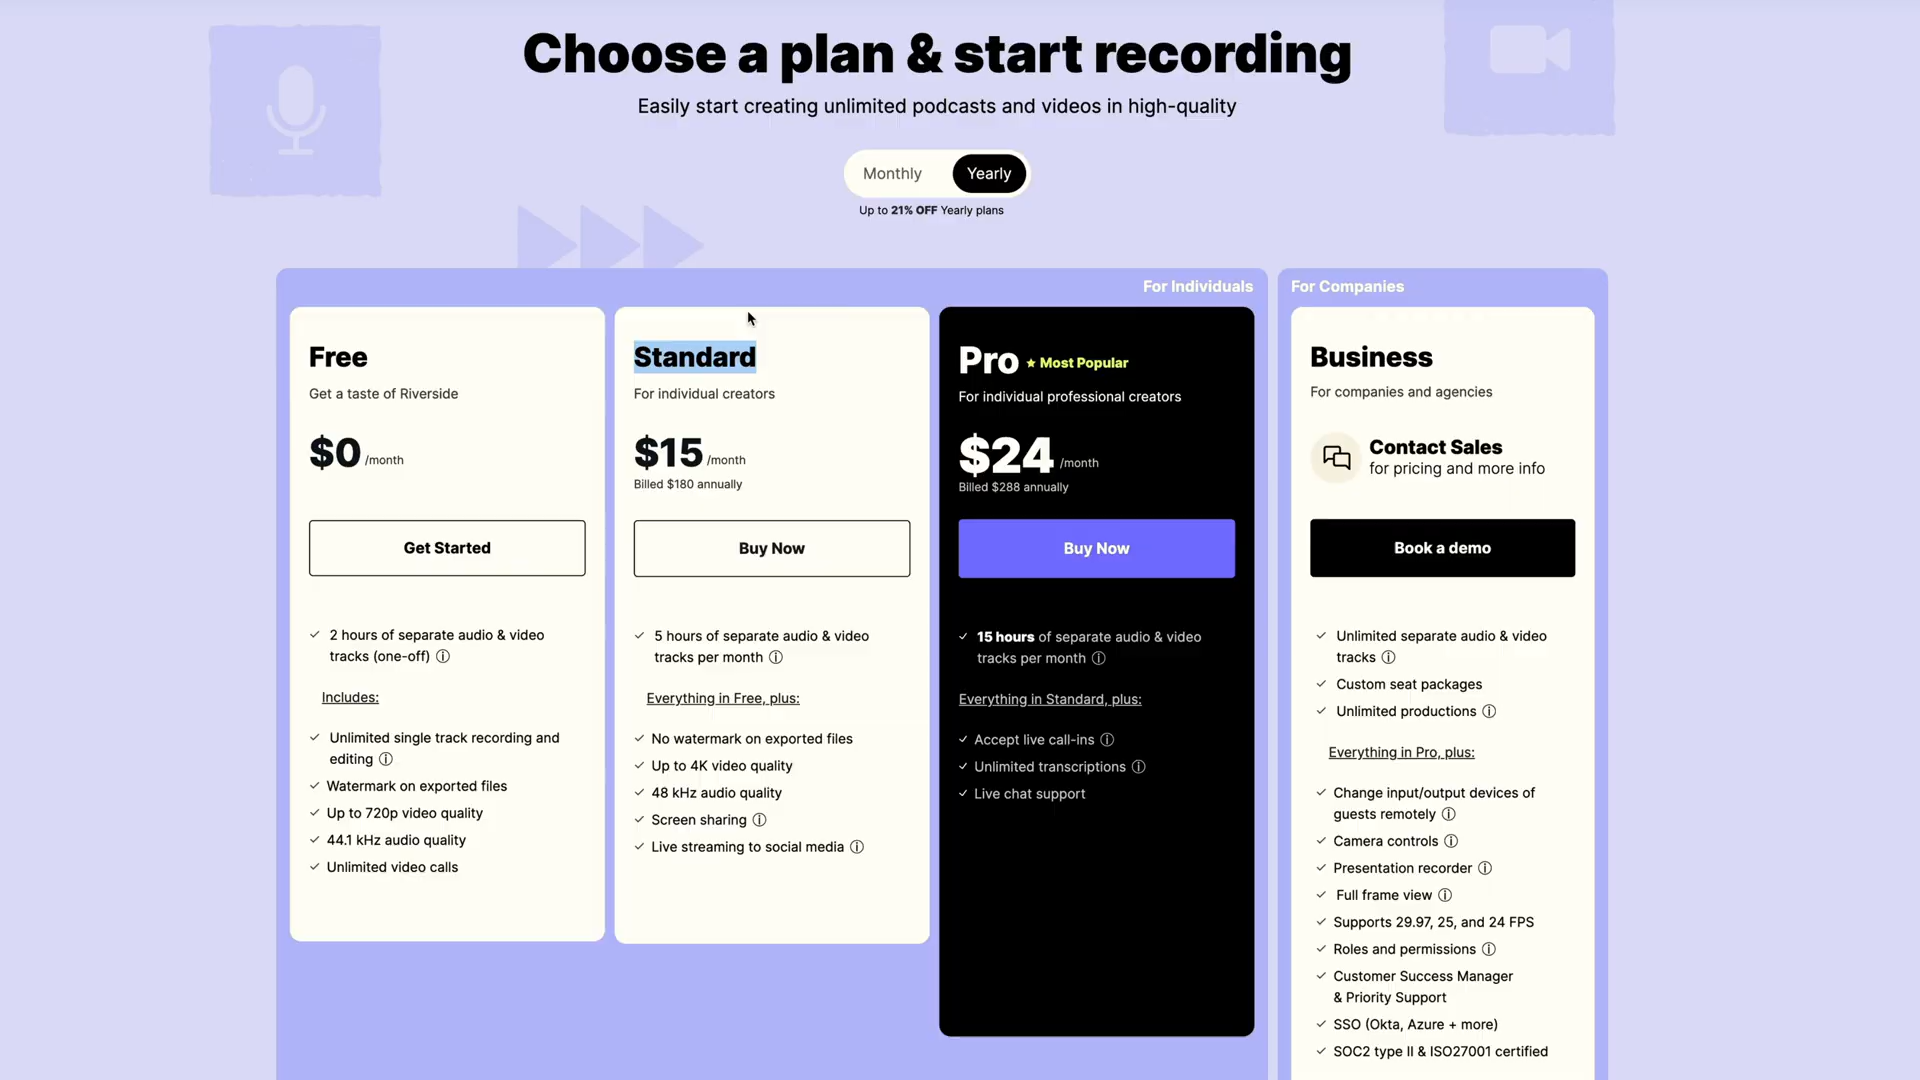 Choose a plan & start recording
Easily start creating unlimited podcasts and videos in high-quality
Monthly
Yearly
Up to 21% OFF Yearly plans
For Individuals
Free
Get a taste of Riverside
$0 /month
Get Started
2 hours of separate audio & video
tracks (one-off)
Includes:
Unlimited single track recording and
editing
Watermark on exported files
Up to 720p video quality
44.1 kHz audio quality
Unlimited video calls
Standard
For individual creators
$15 /month
Billed $180 annually
Buy Now
5 hours of separate audio & video
tracks per month
Everything in Free, plus:
No watermark on exported files
Up to 4K video quality
48 kHz audio quality
Screen sharing
Live streaming to social media
Pro Most Popular
For individual professional creators
$24 /month
Billed $288 annually
Buy Now
15 hours of separate audio & video
tracks per month
Everything in Standard, plus:
Accept live call-ins
Unlimited transcriptions
Live chat support
For Companies
Business
For companies and agencies
Contact Sales
for pricing and more info
Book a demo
Unlimited separate audio & video
tracks
Custom seat packages
Unlimited productions
Everything in Pro, plus:
Change input/output devices of
guests remotely
Camera controls
Presentation recorder
Full frame view
Supports 29.97, 25, and 24 FPS
Roles and permissions
Customer Success Manager
& Priority Support
SSO (Okta, Azure + more)
SOC2 type II & ISO27001 certified